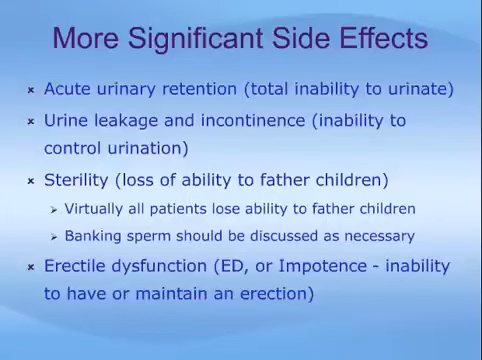 More Significant Side Effects
Acute urinary retention (total inability to urinate)
Urine leakage and incontinence (inability to
control urination)
Sterility (loss of ability to father children)
Virtually all patients lose ability to father children
Banking sperm should be discussed as necessary
Erectile dysfunction (ED, or Impotence - inability
to have or maintain an erection)